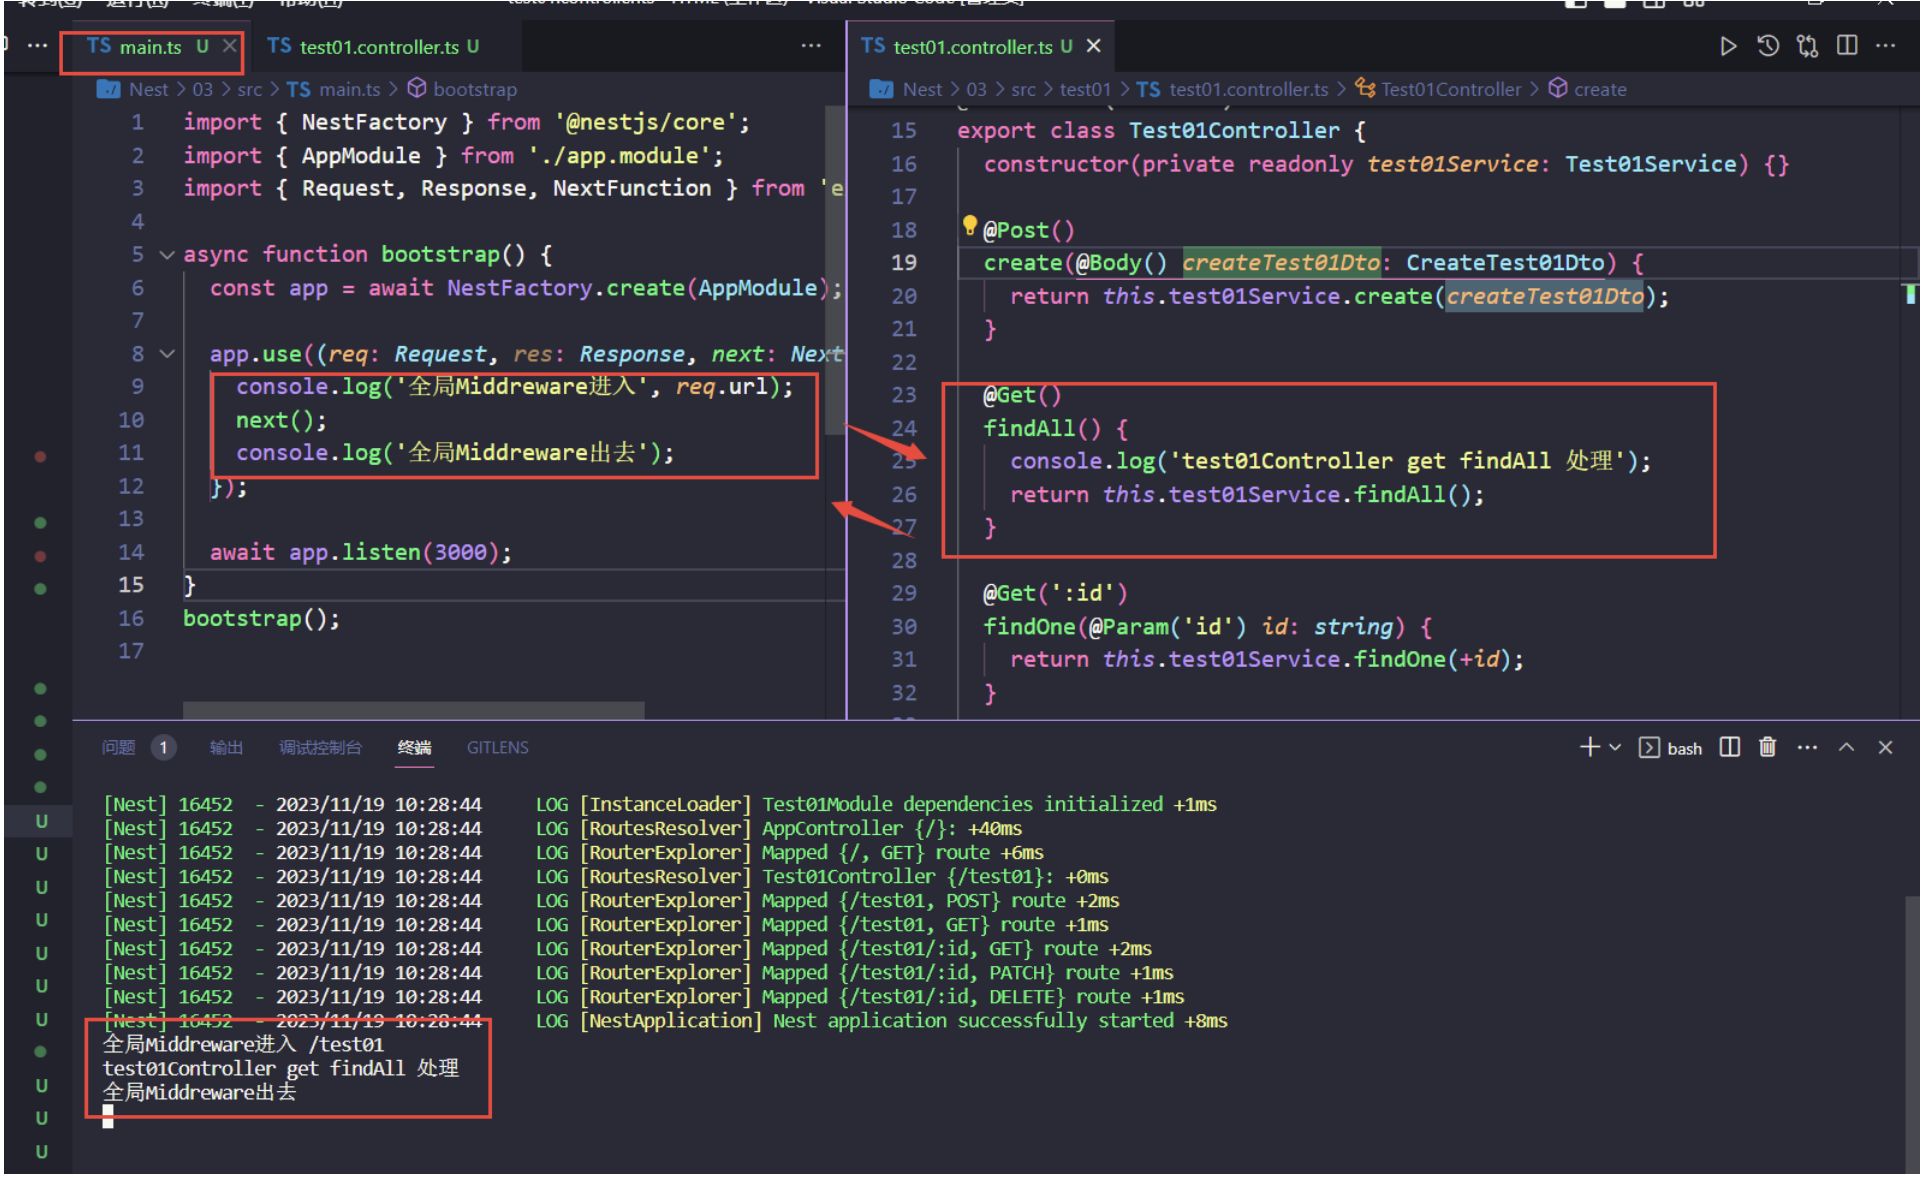 main.ts U
test01.controller.ts U
Nest > 03 > src > TS main.ts > bootstrap
1 import { NestFactory } from '@nestjs/core';
2 import { AppModule } from './app.module';
3 import { Request, Response, NextFunction } from 'e
4
5 async function bootstrap() {
6 const app = await NestFactory.create(AppModule);
7
8 app.use((req: Request, res: Response, next: Next
9 console.log('全局Middreware进入', req.url);
10 next();
11 console.log('全局Middreware出去');
12 });
13
14 await app.listen(3000);
15 }
16 bootstrap();
17
TS test01.controller.ts U
Nest > 03 > src > test01 > TS test01.controller.ts > Test01Controller > create
15 export class Test01Controller {
16 constructor(private readonly test01Service: Test01Service) {}
17
18 @Post()
19 create(@Body() createTest01Dto: CreateTest01Dto) {
20 return this.test01Service.create(createTest01Dto);
21 }
22
23 @Get()
24 findAll() {
25 console.log('test01Controller get findAll 处理');
26 return this.test01Service.findAll();
27 }
28
29 @Get(':id')
30 findOne(@Param('id') id: string) {
31 return this.test01Service.findOne(+id);
32 }
问题 1 输出 调试控制台 终端 GITLENS
bash
[Nest] 16452 - 2023/11/19 10:28:44 LOG [InstanceLoader] Test01Module dependencies initialized +1ms
[Nest] 16452 - 2023/11/19 10:28:44 LOG [RoutesResolver] AppController {/}: +40ms
[Nest] 16452 - 2023/11/19 10:28:44 LOG [RouterExplorer] Mapped {/, GET} route +6ms
[Nest] 16452 - 2023/11/19 10:28:44 LOG [RoutesResolver] Test01Controller {/test01}: +0ms
[Nest] 16452 - 2023/11/19 10:28:44 LOG [RouterExplorer] Mapped {/test01, POST} route +2ms
[Nest] 16452 - 2023/11/19 10:28:44 LOG [RouterExplorer] Mapped {/test01, GET} route +1ms
[Nest] 16452 - 2023/11/19 10:28:44 LOG [RouterExplorer] Mapped {/test01/:id, GET} route +2ms
[Nest] 16452 - 2023/11/19 10:28:44 LOG [RouterExplorer] Mapped {/test01/:id, PATCH} route +1ms
[Nest] 16452 - 2023/11/19 10:28:44 LOG [RouterExplorer] Mapped {/test01/:id, DELETE} route +1ms
[Nest] 16452 - 2023/11/19 10:28:44 LOG [NestApplication] Nest application successfully started +8ms
全局Middreware进入 /test01
test01Controller get findAll 处理
全局Middreware出去